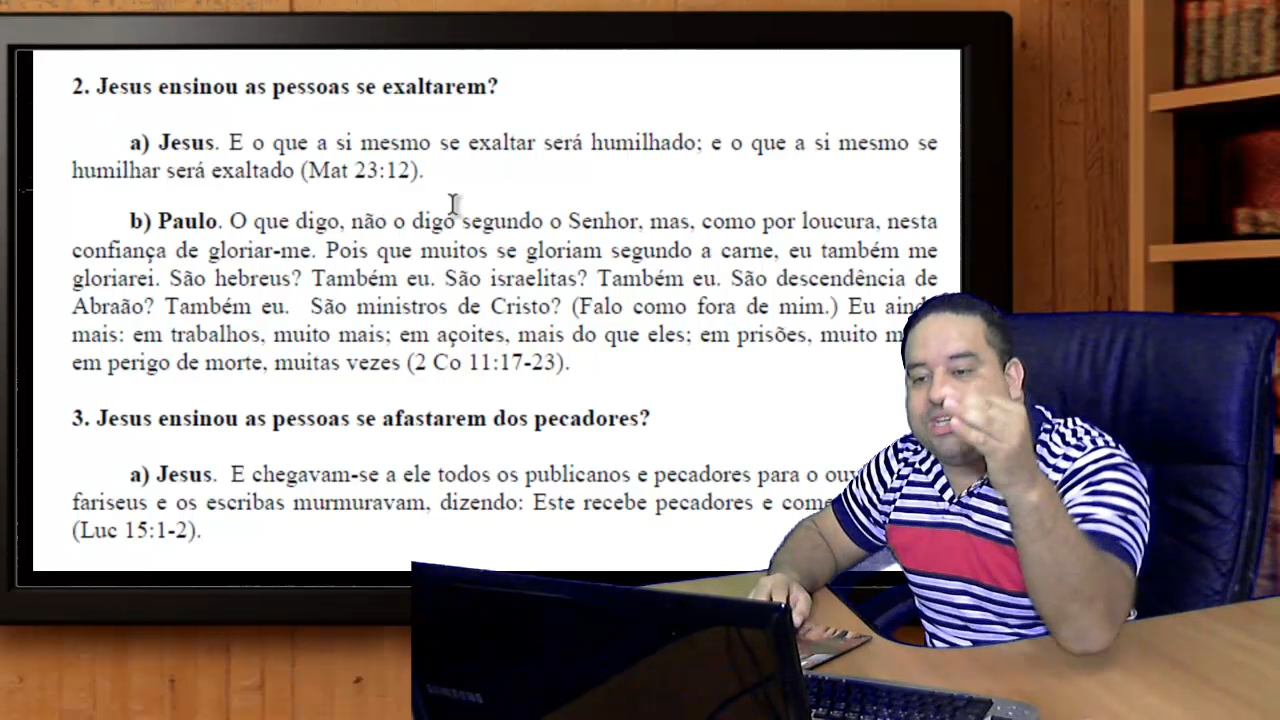 2. Jesus ensinou as pessoas se exaltarem?
a) Jesus. E o que a si mesmo se exaltar será humilhado; e o que a si mesmo se
humilhar será exaltado (Mat 23:12).
b) Paulo. O que digo, não o digo segundo o Senhor, mas, como por loucura, nesta
confiança de gloriar-me. Pois que muitos se gloriam segundo a carne, eu também me
gloriarei. São hebreus? Também eu. São israelitas? Também eu. São descendência de
Abraão? Também eu. São ministros de Cristo? (Falo como fora de mim.) Eu
mais: em trabalhos, muito mais; em açoites, mais do que eles; em prisões, muito
em perigo de morte, muitas vezes (2 Co 11:17-23).
3. Jesus ensinou as pessoas se afastarem dos pecadores?
a) Jesus. E chegavam-se a ele todos os publicanos e pecadores para o
fariseus e os escribas murmuravam, dizendo: Este recebe pecadores e
(Luc 15:1-2).
SAMSUNG